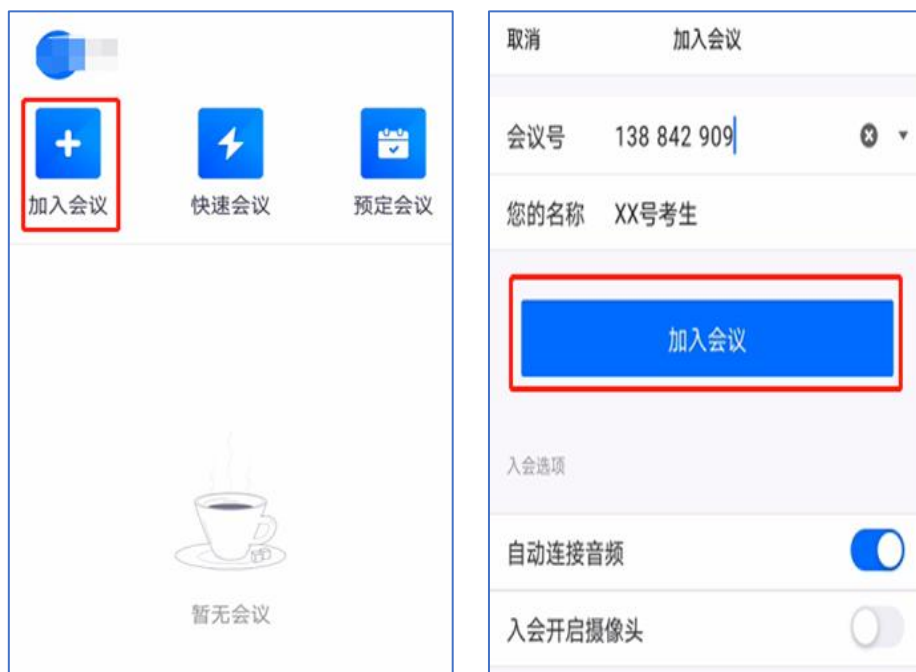 加入会议
快速会议
预定会议
暂无会议
取消
加入会议
会议号 138 842 909
您的名称 XX号考生
加入会议
入会选项
自动连接音频
入会开启摄像头